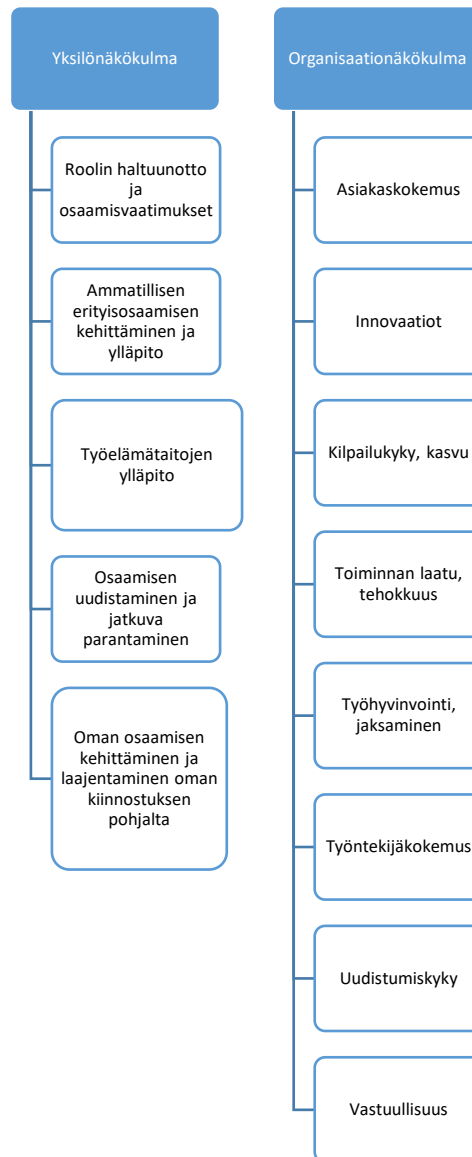 Yksilönäkökulma
Roolin haltuunotto
ja
osaamisvaatimukset
Ammatillisen
erityisosaamisen
kehittäminen ja
ylläpito
Työelämätaitojen
ylläpito
Osaamisen
uudistaminen ja
jatkuva
parantaminen
Oman osaamisen
kehittäminen ja
laajentaminen oman
kiinnostuksen
pohjalta
Organisaationäkökulma
Asiakaskokemus
Innovaatiot
Kilpailukyky, kasvu
Toiminnan laatu,
tehokkuus
Työhyvinvointi,
jaksaminen
Työntekijäkokemus
Uudistumiskyky
Vastuullisuus